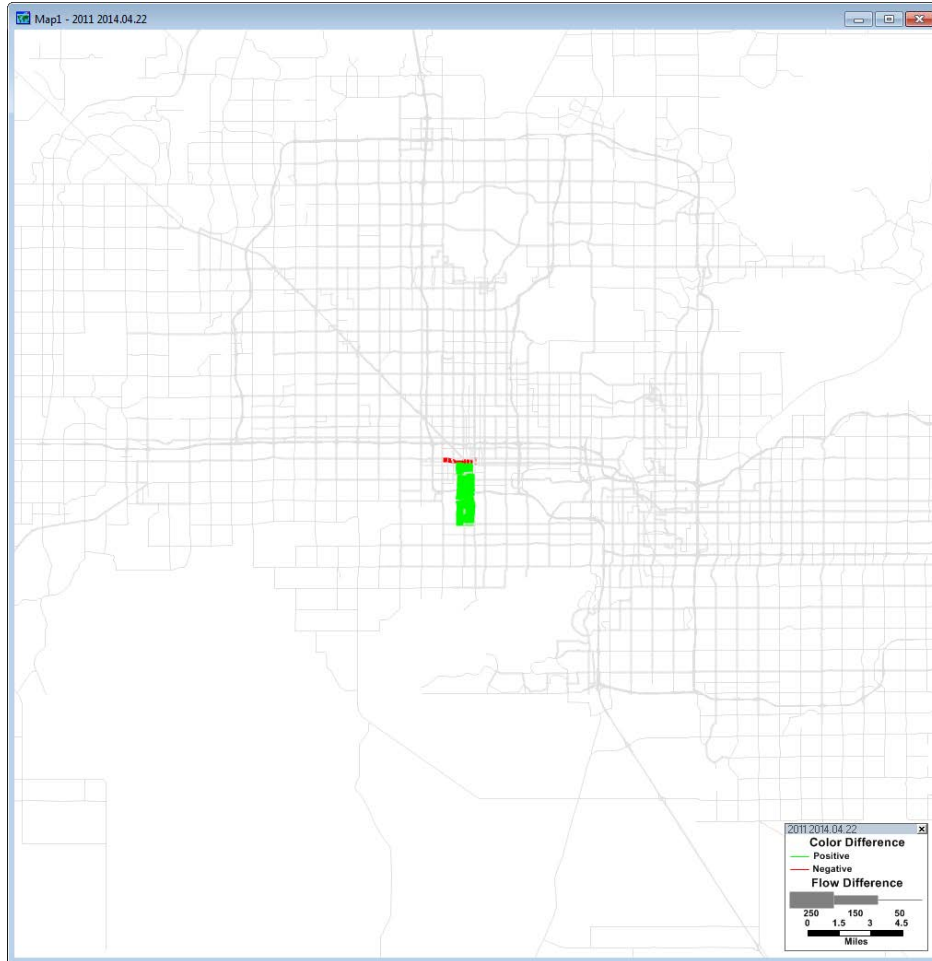 Map1 - 2011 2014.04.22
2011 2014.04.22
Color Difference
Positive
Negative
Flow Difference
250 150 50
0 1.5 3 4.5
Miles